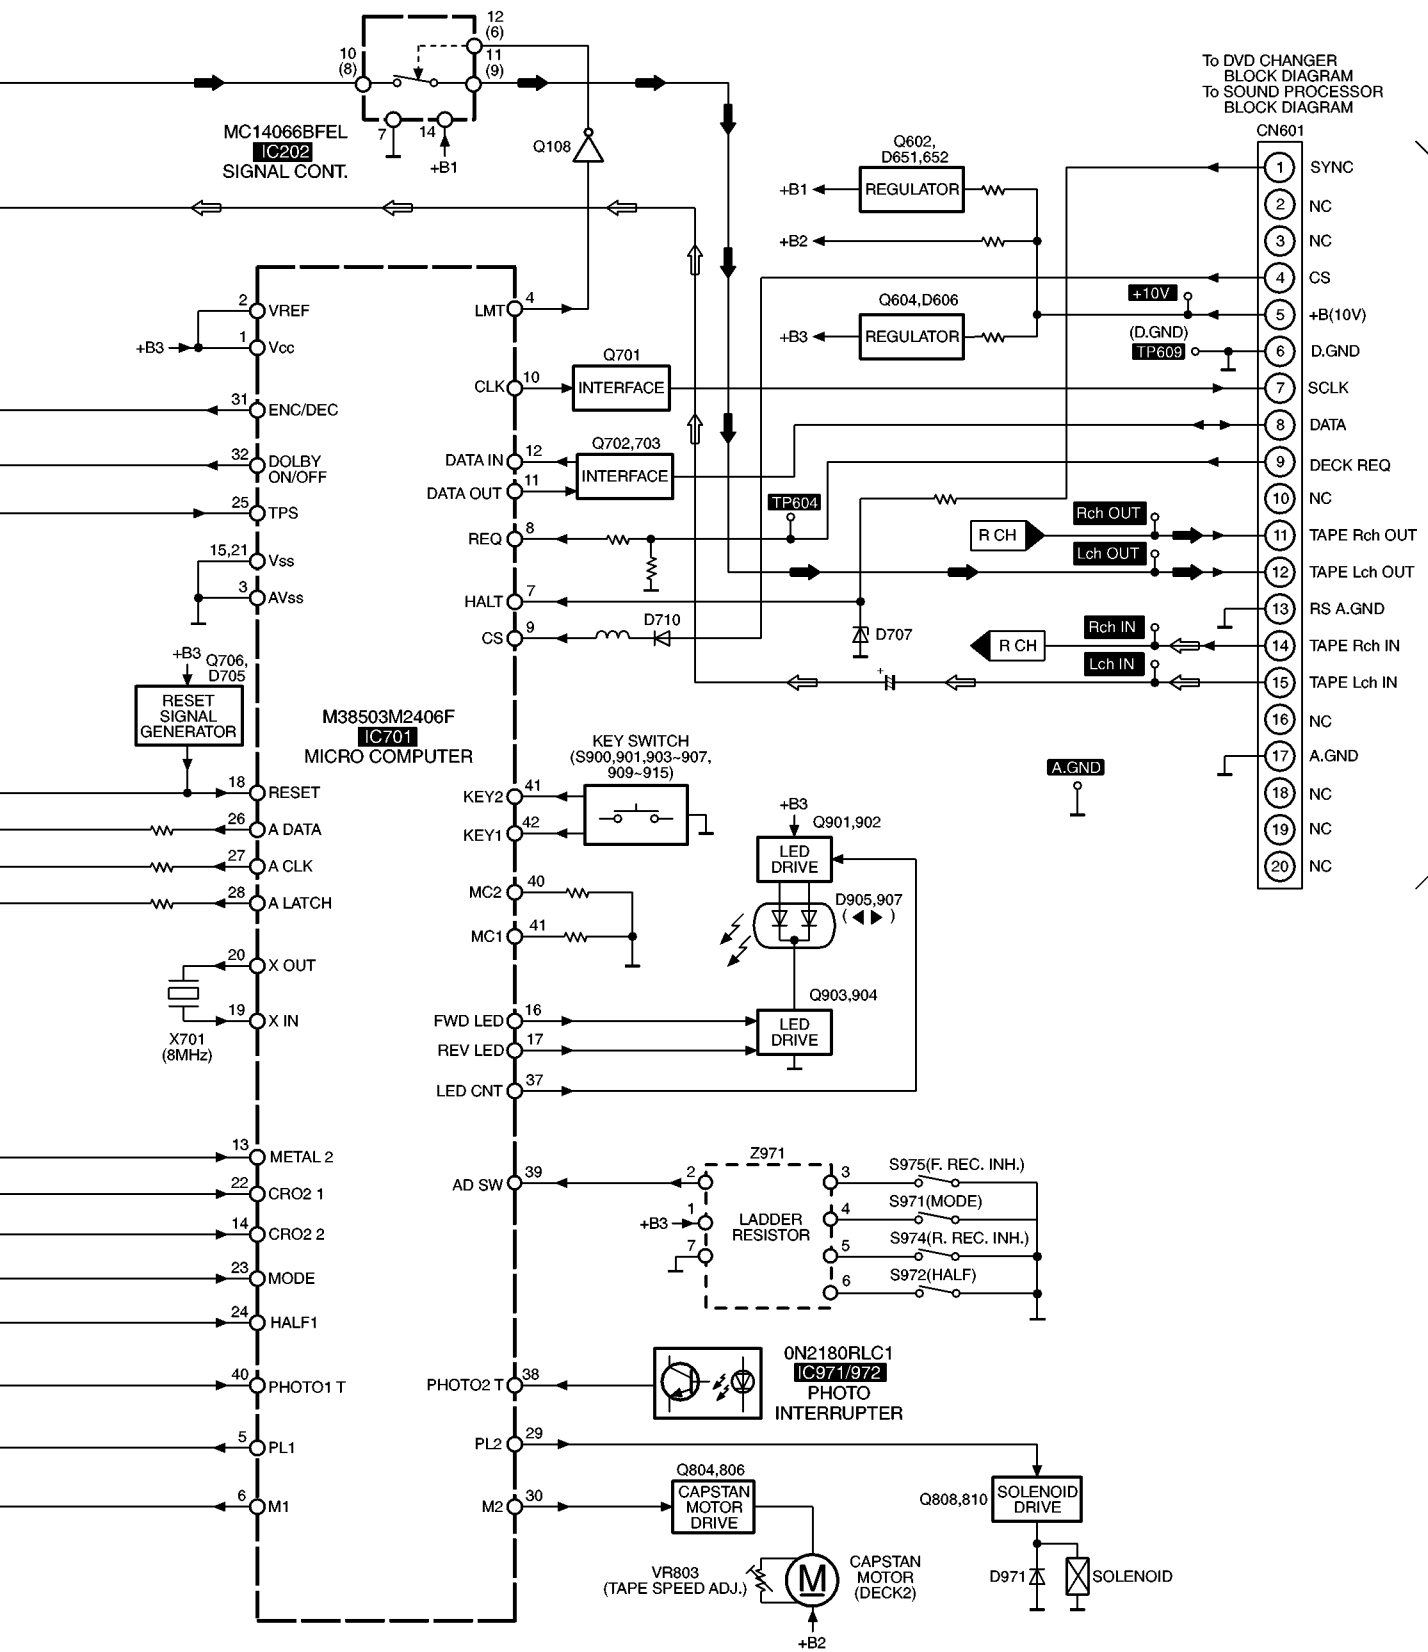 12
(6)
10
(8)
11
(9)
7
14
+B1
MC14066BFEL
IC202
SIGNAL CONT.
Q108
To DVD CHANGER
BLOCK DIAGRAM
To SOUND PROCESSOR
BLOCK DIAGRAM
CN601
1 SYNC
2 NC
3 NC
4 CS
5 +B(10V)
6 D.GND
7 SCLK
8 DATA
9 DECK REQ
10 NC
11 TAPE Rch OUT
12 TAPE Lch OUT
13 RS A.GND
14 TAPE Rch IN
15 TAPE Lch IN
16 NC
17 A.GND
18 NC
19 NC
20 NC
Q602,
D651,652
+B1
REGULATOR
+B2
Q604,D606
+B3
REGULATOR
+10V
(D.GND)
TP609
Q701
INTERFACE
Q702,703
INTERFACE
TP604
Rch OUT
R CH
Lch OUT
D710
D707
Rch IN
R CH
Lch IN
+
A.GND
2 VREF
+B3
1 Vcc
31 ENC/DEC
32 DOLBY
ON/OFF
25 TPS
15,21 Vss
3 AVss
+B3
Q706,
D705
RESET
SIGNAL
GENERATOR
18 RESET
26 A DATA
27 A CLK
28 A LATCH
20 X OUT
19 X IN
X701
(8MHz)
13 METAL 2
22 CRO2 1
14 CRO2 2
23 MODE
24 HALF1
40 PHOTO1 T
5 PL1
6 M1
M38503M2406F
IC701
MICRO COMPUTER
LMT 4
CLK 10
DATA IN 12
DATA OUT 11
REQ 8
HALT 7
CS 9
KEY2 41
KEY1 42
MC2 40
MC1 41
FWD LED 16
REV LED 17
LED CNT 37
AD SW 39
PHOTO2 T 38
PL2 29
M2 30
KEY SWITCH
(S900,901,903~907,
909~915)
+B3
Q901,902
LED
DRIVE
D905,907
(◀ ▶)
Q903,904
LED
DRIVE
Z971
2
1
+B3
7
LADDER
RESISTOR
3
4
5
6
S975(F. REC. INH.)
S971(MODE)
S974(R. REC. INH.)
S972(HALF)
0N2180RLC1
IC971/972
PHOTO
INTERRUPTER
Q804,806
CAPSTAN
MOTOR
DRIVE
VR803
(TAPE SPEED ADJ.)
M
CAPSTAN
MOTOR
(DECK2)
+B2
Q808,810
SOLENOID
DRIVE
D971
SOLENOID